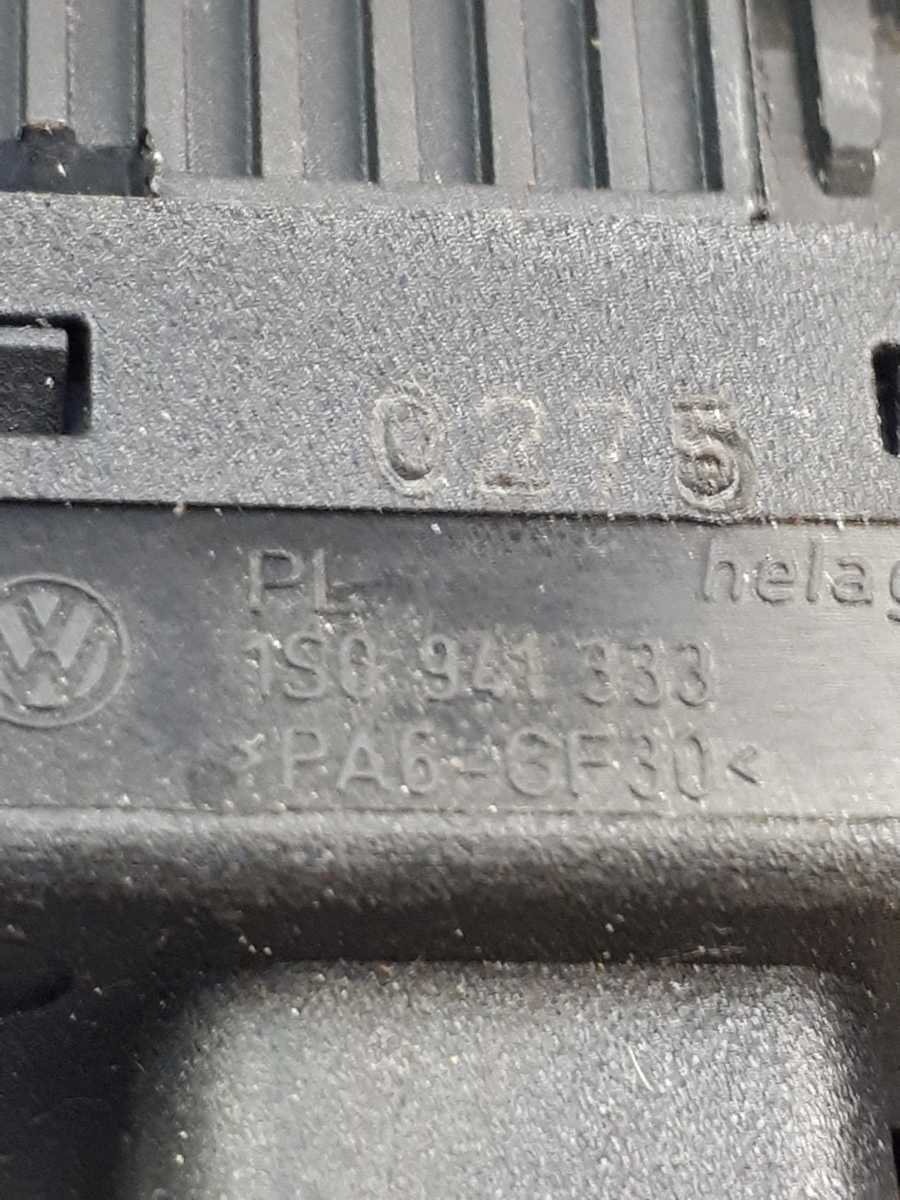 0275
PL
helag
1S0 941 333
>PA6-GF30<